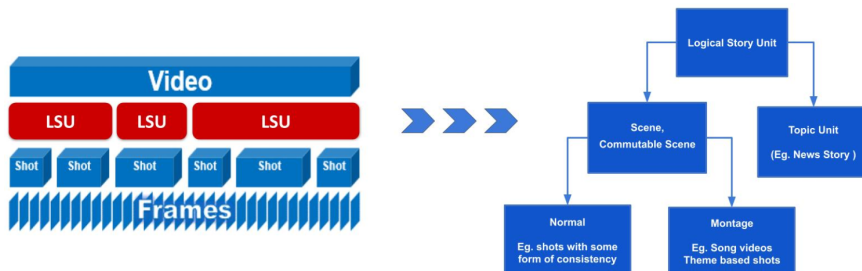 Video
LSU LSU LSU
Shot Shot Shot Shot Shot Shot
Frames
Logical Story Unit
Scene,
Commutable Scene
Topic Unit
(Eg. News Story )
Normal
Eg. shots with some
form of consistency
Montage
Eg. Song videos
Theme based shots